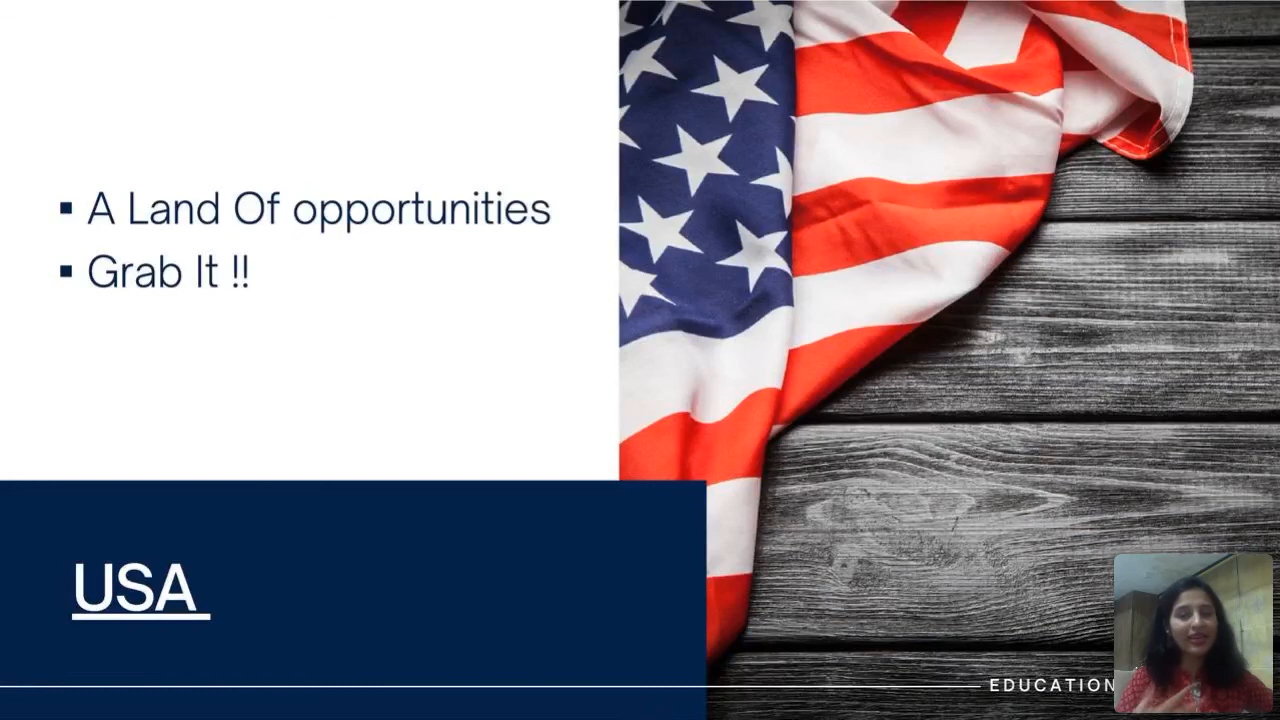 ▪ A Land Of opportunities
▪ Grab It !!
USA
EDUCATION